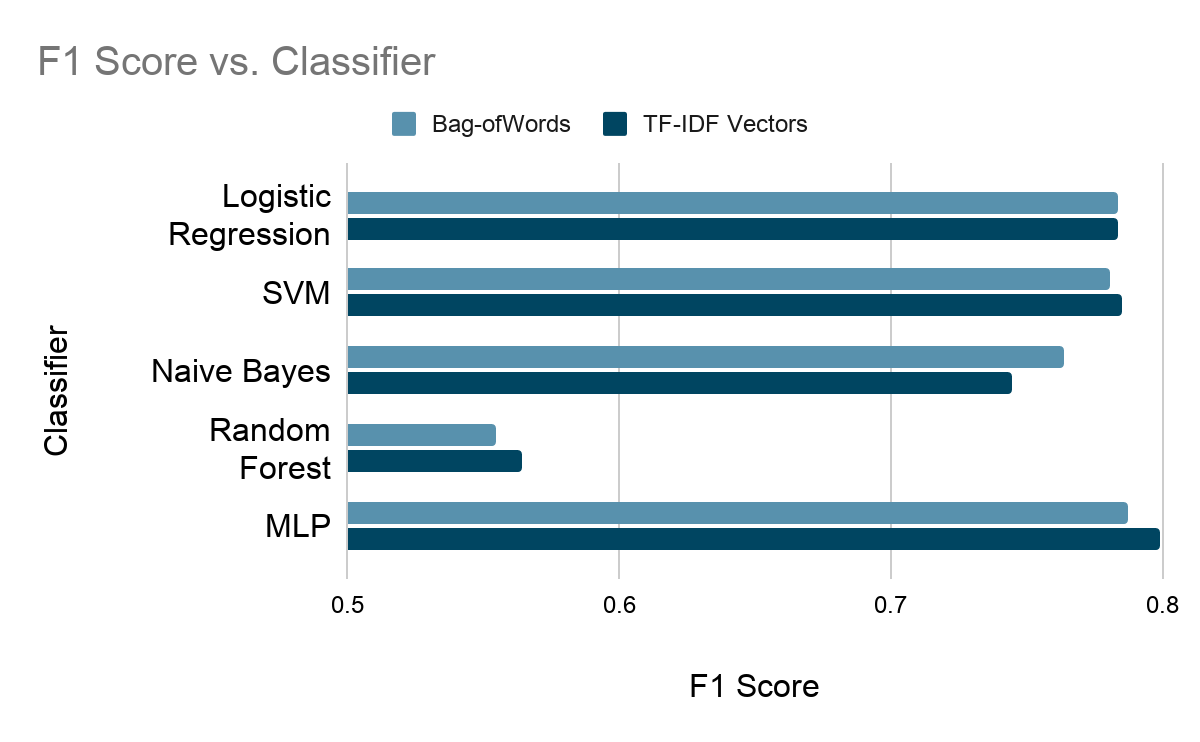 F1 Score vs. Classifier
Bag-ofWords
TF-IDF Vectors
Classifier
Logistic
Regression
SVM
Naive Bayes
Random
Forest
MLP
0.5
0.6
0.7
0.8
F1 Score